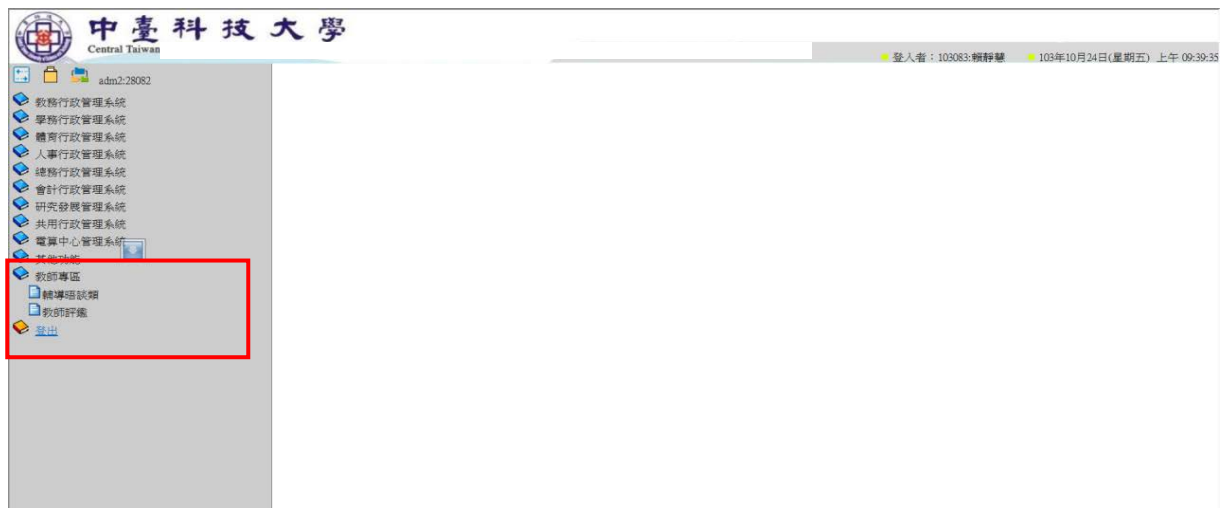 中臺科技大學
Central Taiwan
登入者：103083:賴靜慧 103年10月24日(星期五) 上午 09:39:35
adm2:28082
教務行政管理系統
學務行政管理系統
體育行政管理系統
人事行政管理系統
總務行政管理系統
會計行政管理系統
研究發展管理系統
共用行政管理系統
電算中心管理系統
其他功能
教師專區
輔導晤談類
教師評鑑
登出